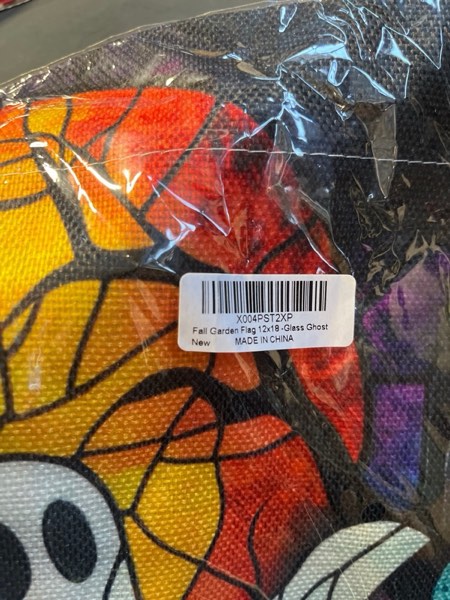 X004PST2XP
Fall Garden Flag 12x18 -Glass Ghost
New MADE IN CHINA